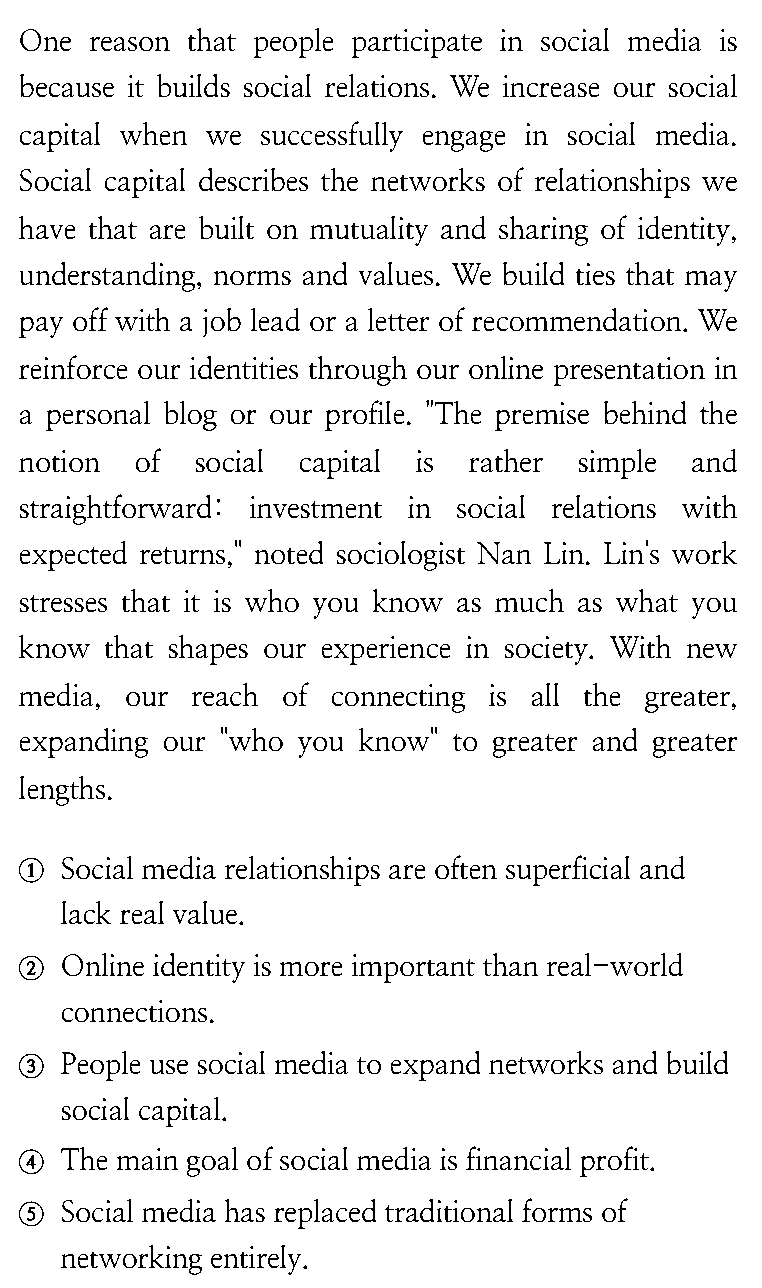 One reason that people participate in social media is
because it builds social relations. We increase our social
capital when we successfully engage in social media.
Social capital describes the networks of relationships we
have that are built on mutuality and sharing of identity,
understanding, norms and values. We build ties that may
pay off with a job lead or a letter of recommendation. We
reinforce our identities through our online presentation in
a personal blog or our profile. "The premise behind the
notion of social capital is rather simple and
straightforward: investment in social relations with
expected returns," noted sociologist Nan Lin. Lin's work
stresses that it is who you know as much as what you
know that shapes our experience in society. With new
media, our reach of connecting is all the greater,
expanding our "who you know" to greater and greater
lengths.
① Social media relationships are often superficial and
lack real value.
② Online identity is more important than real-world
connections.
③ People use social media to expand networks and build
social capital.
④ The main goal of social media is financial profit.
⑤ Social media has replaced traditional forms of
networking entirely.